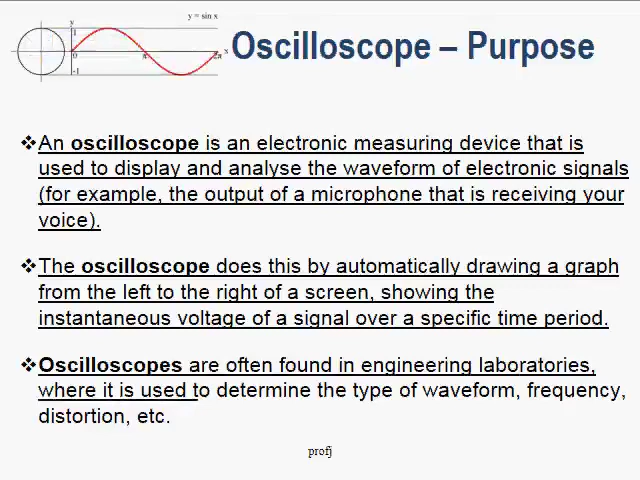 y = sin x
y
1
0
π
2π
x
-1
Oscilloscope – Purpose
❖An oscilloscope is an electronic measuring device that is
used to display and analyse the waveform of electronic signals
(for example, the output of a microphone that is receiving your
voice).
❖The oscilloscope does this by automatically drawing a graph
from the left to the right of a screen, showing the
instantaneous voltage of a signal over a specific time period.
❖Oscilloscopes are often found in engineering laboratories,
where it is used to determine the type of waveform, frequency,
distortion, etc.
profj